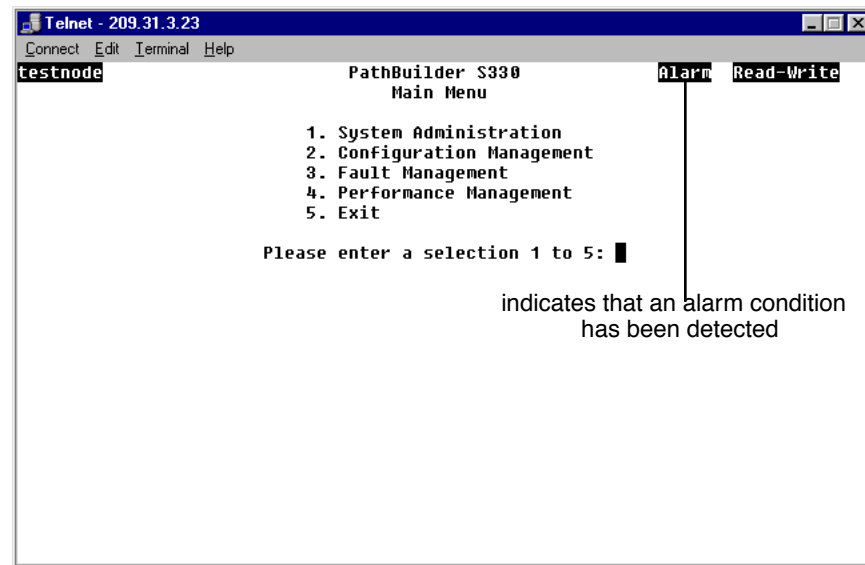 Telnet - 209.31.3.23
Connect Edit Terminal Help
testnode PathBuilder S330 Alarm Read-Write
Main Menu
1. System Administration
2. Configuration Management
3. Fault Management
4. Performance Management
5. Exit
Please enter a selection 1 to 5:
indicates that an alarm condition
has been detected